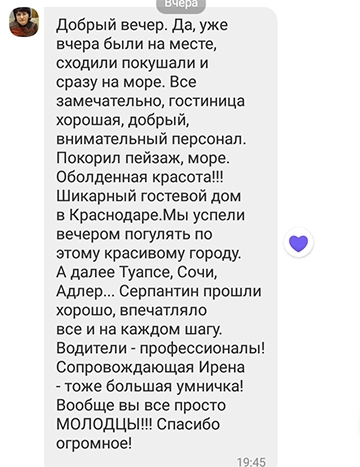 Вчера
Добрый вечер. Да, уже
вчера были на месте,
сходили покушали и
сразу на море. Все
замечательно, гостиница
хорошая, добрый,
внимательный персонал.
Покорил пейзаж, море.
Оболденная красота!!!
Шикарный гостевой дом
в Краснодаре.Мы успели
вечером погулять по
этому красивому городу.
А далее Туапсе, Сочи,
Адлер... Серпантин прошли
хорошо, впечатляло
все и на каждом шагу.
Водители - профессионалы!
Сопровождающая Ирена
- тоже большая умничка!
Вообще вы все просто
МОЛОДЦЫ!!! Спасибо
огромное!
19:45